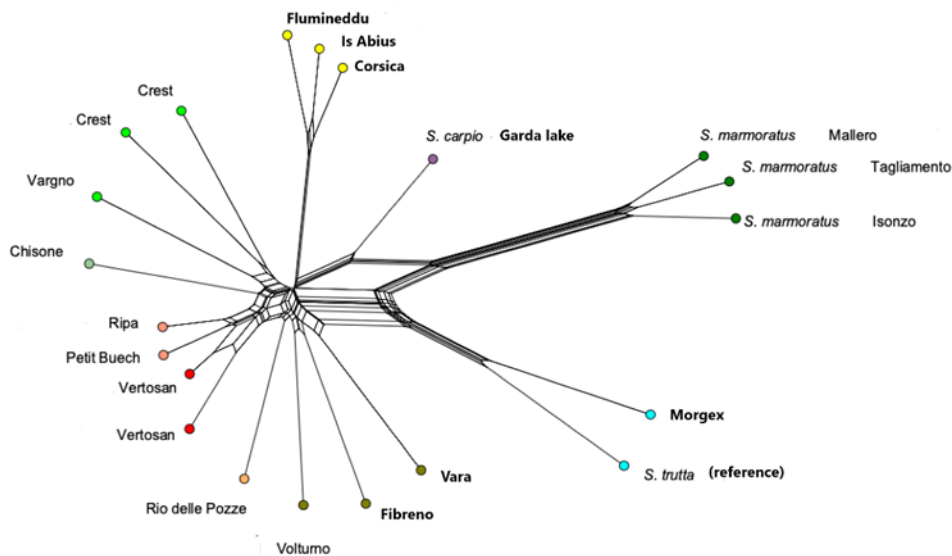 Flumineddu
Is Abius
Corsica
Crest
Crest
S. carpio Garda lake
S. marmoratus Mallero
S. marmoratus Tagliamento
Vargno
S. marmoratus Isonzo
Chisone
Ripa
Petit Buech
Vertosan
Morgex
Vertosan
S. trutta (reference)
Vara
Rio delle Pozze
Fibreno
Volturno